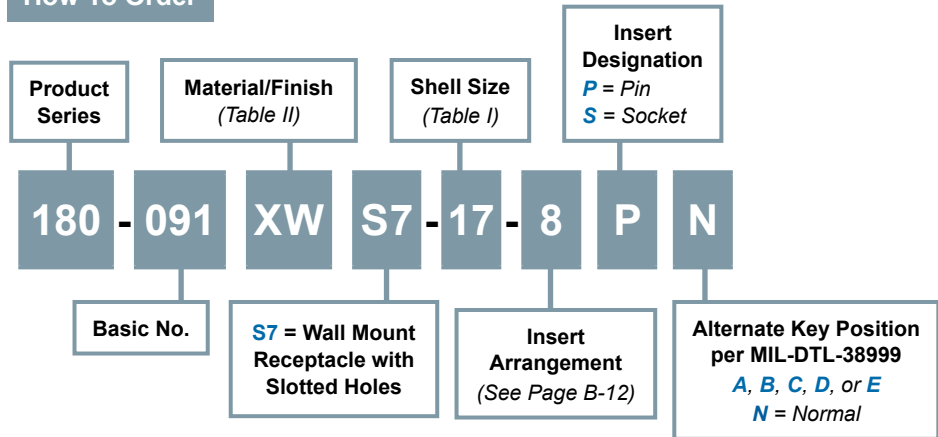 How To Order
Product
Series
Material/Finish
(Table II)
Shell Size
(Table I)
Insert
Designation
P = Pin
S = Socket
180 - 091 XW S7 - 17 - 8 P N
Basic No.
S7 = Wall Mount
Receptacle with
Slotted Holes
Insert
Arrangement
(See Page B-12)
Alternate Key Position
per MIL-DTL-38999
A, B, C, D, or E
N = Normal